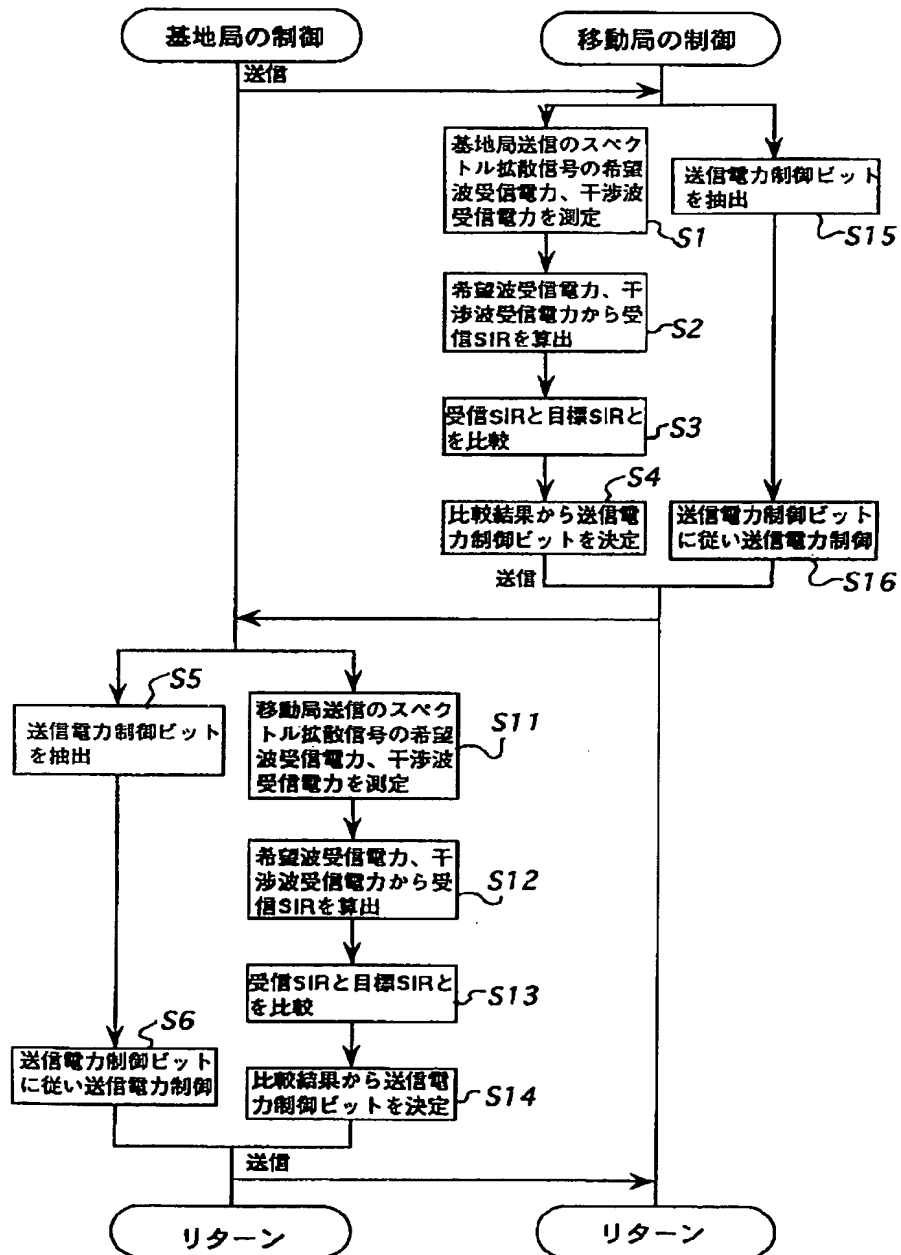 基地局の制御
移動局の制御
送信
基地局送信のスペク
トル拡散信号の希望
波受信電力、干渉波
受信電力を測定
S1
送信電力制御ビット
を抽出
S15
希望波受信電力、干
渉波受信電力から受
信SIRを算出
S2
受信SIRと目標SIRと
を比較
S3
S4
比較結果から送信電
力制御ビットを決定
送信電力制御ビット
に従い送信電力制御
S16
送信
S5
送信電力制御ビット
を抽出
移動局送信のスペク
トル拡散信号の希望
波受信電力、干渉波
受信電力を測定
S11
希望波受信電力、干
渉波受信電力から受
信SIRを算出
S12
受信SIRと目標SIRと
を比較
S13
S6
送信電力制御ビット
に従い送信電力制御
比較結果から送信電
力制御ビットを決定
S14
送信
リターン
リターン